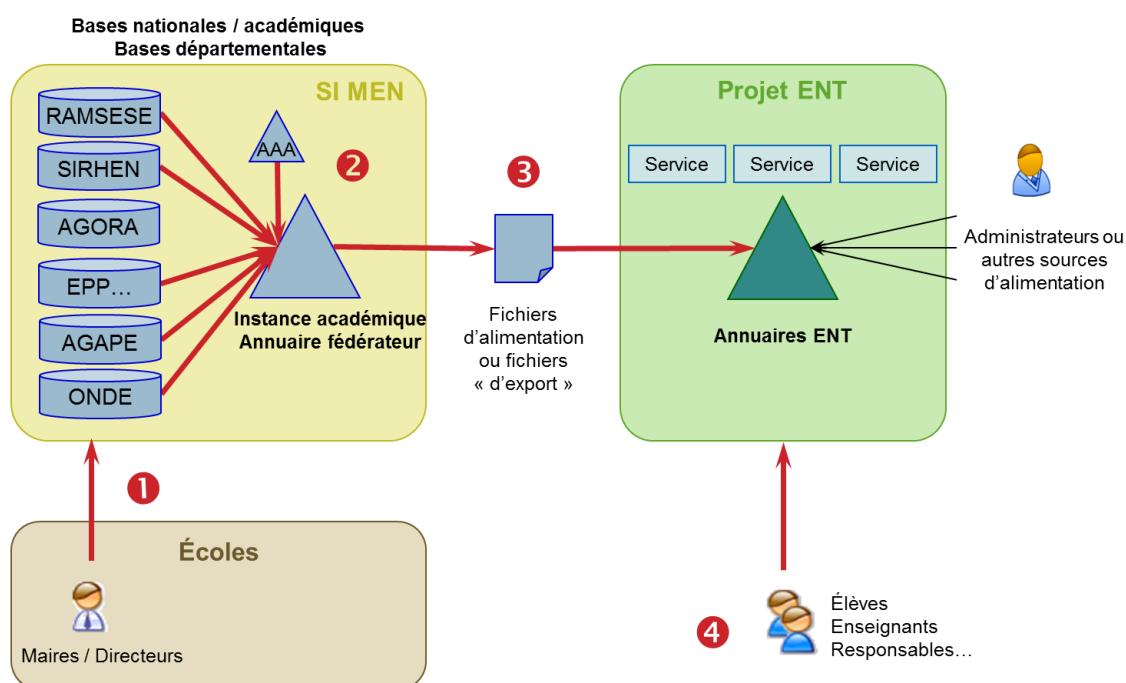 Bases nationales / académiques
Bases départementales
SI MEN
RAMSESE
SIRHEN
AGORA
EPP…
AGAPE
ONDE
AAA
2
Instance académique
Annuaire fédérateur
3
Fichiers
d’alimentation
ou fichiers
« d’export »
Projet ENT
Service
Service
Service
Annuaires ENT
Administrateurs ou
autres sources
d’alimentation
1
Écoles
Maires / Directeurs
4
Élèves
Enseignants
Responsables…